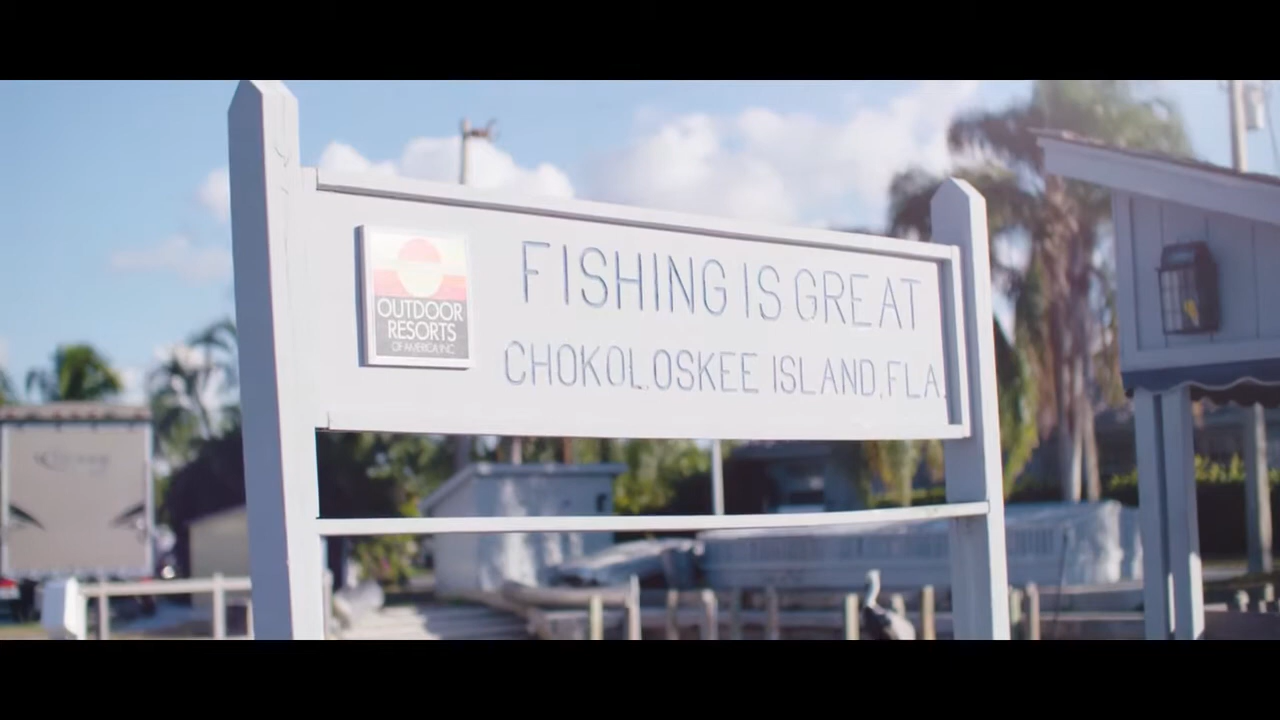 FISHING IS GREAT
CHOKOLOSKEE ISLAND, FLA.
OUTDOOR
RESORTS
OF AMERICA, INC.